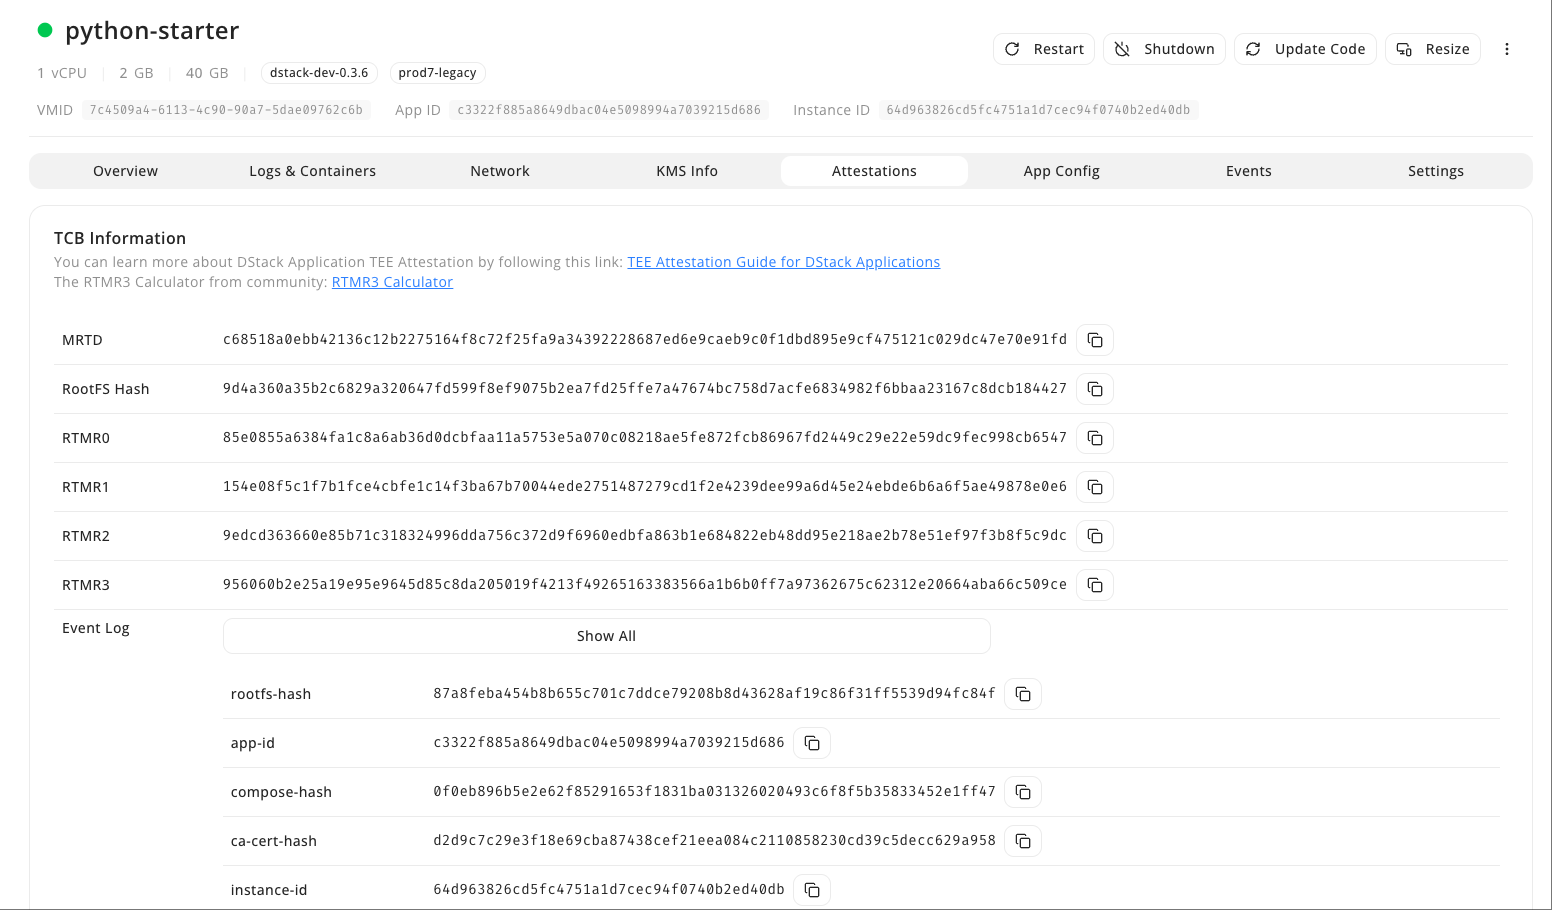 python-starter
Restart
Shutdown
Update Code
Resize
1 vCPU 2 GB 40 GB dstack-dev-0.3.6 prod7-legacy
VMID 7c4509a4-6113-4c90-90a7-5dae09762c6b App ID c3322f885a8649dbac04e5098994a7039215d686 Instance ID 64d963826cd5fc4751a1d7cec94f0740b2ed40db
Overview Logs & Containers Network KMS Info Attestations App Config Events Settings
TCB Information
You can learn more about DStack Application TEE Attestation by following this link: TEE Attestation Guide for DStack Applications
The RTMR3 Calculator from community: RTMR3 Calculator
MRTD c68518a0ebb42136c12b2275164f8c72f25fa9a34392228687ed6e9caeb9c0f1dbd895e9cf475121c029dc47e70e91fd
RootFS Hash 9d4a360a35b2c6829a320647fd599f8ef9075b2ea7fd25ffe7a47674bc758d7acfe6834982f6bbaa23167c8dcb184427
RTMR0 85e0855a6384fa1c8a6ab36d0dcbfaa11a5753e5a070c08218ae5fe872fcb86967fd2449c29e22e59dc9fec998cb6547
RTMR1 154e08f5c1f7b1fce4cbfe1c14f3ba67b70044ede2751487279cd1f2e4239dee99a6d45e24ebde6b6a6f5ae49878e0e6
RTMR2 9edcd363660e85b71c318324996dda756c372d9f6960edbfa863b1e684822eb48dd95e218ae2b78e51ef97f3b8f5c9dc
RTMR3 956060b2e25a19e95e9645d85c8da205019f4213f49265163383566a1b6b0ff7a97362675c62312e20664aba66c509ce
Event Log Show All
rootfs-hash 87a8feba454b8b655c701c7ddce79208b8d43628af19c86f31ff5539d94fc84f
app-id c3322f885a8649dbac04e5098994a7039215d686
compose-hash 0f0eb896b5e2e62f85291653f1831ba031326020493c6f8f5b35833452e1ff47
ca-cert-hash d2d9c7c29e3f18e69cba87438cef21eea084c2110858230cd39c5decc629a958
instance-id 64d963826cd5fc4751a1d7cec94f0740b2ed40db